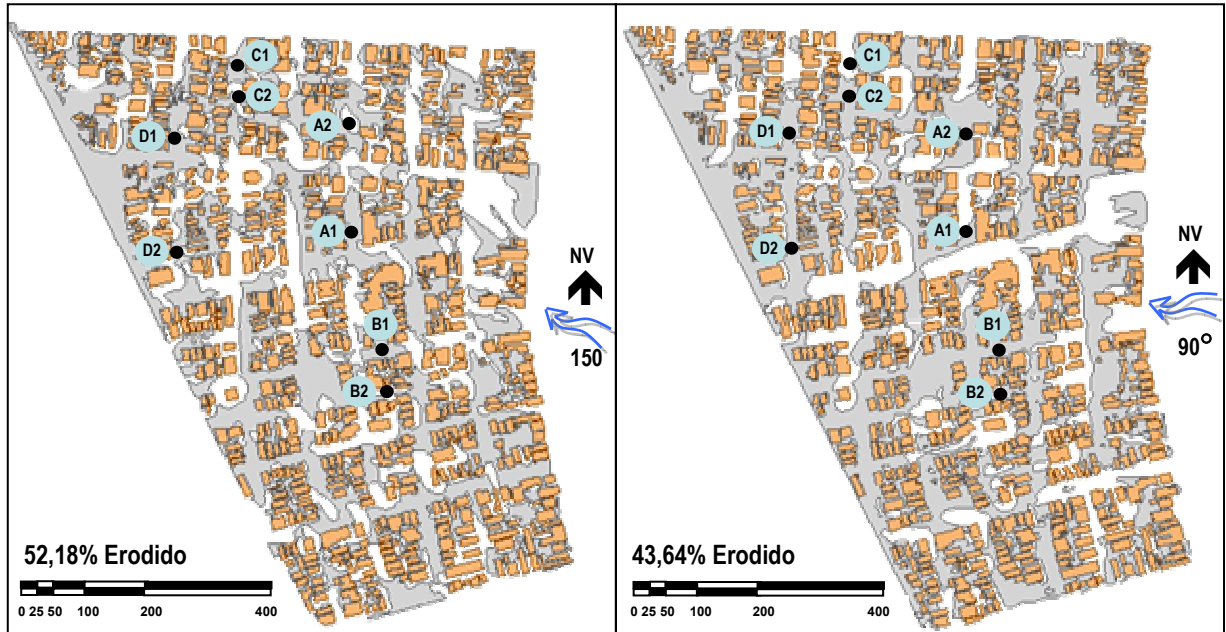 C1
C2
A2
D1
A1
D2
NV
B1
150
B2
52,18% Erodido
0 25 50 100 200 400
C1
C2
D1
A2
A1
D2
NV
B1
90°
B2
43,64% Erodido
0 25 50 100 200 400